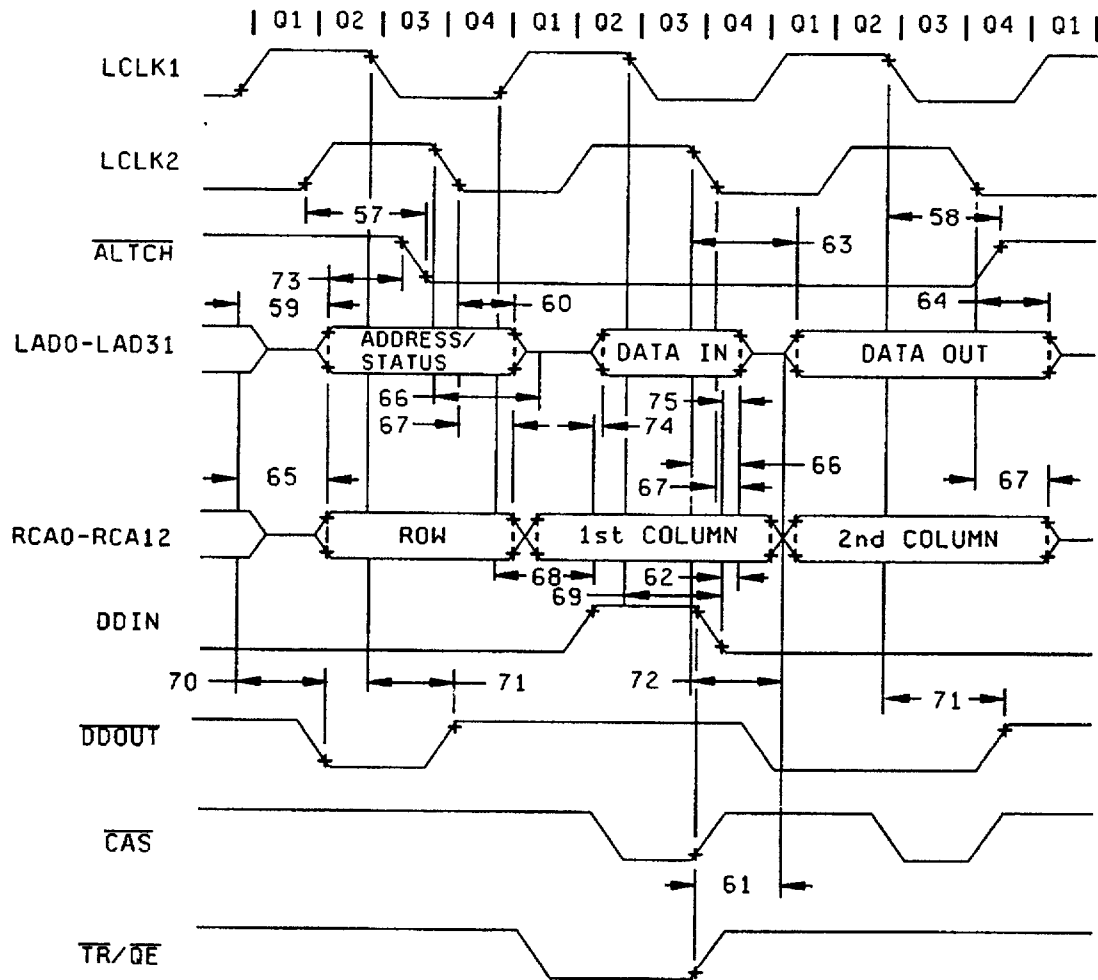 | Q1 | Q2 | Q3 | Q4 | Q1 | Q2 | Q3 | Q4 | Q1 | Q2 | Q3 | Q4 | Q1 |
LCLK1
LCLK2
57
58
ALTCH
63
73
59
60
64
LAD0-LAD31
ADDRESS/
STATUS
DATA IN
DATA OUT
66
75
67
74
66
65
67
67
RCA0-RCA12
ROW
1st COLUMN
2nd COLUMN
68
62
69
DDIN
70
71
72
71
DDOUT
CAS
61
TR/QE